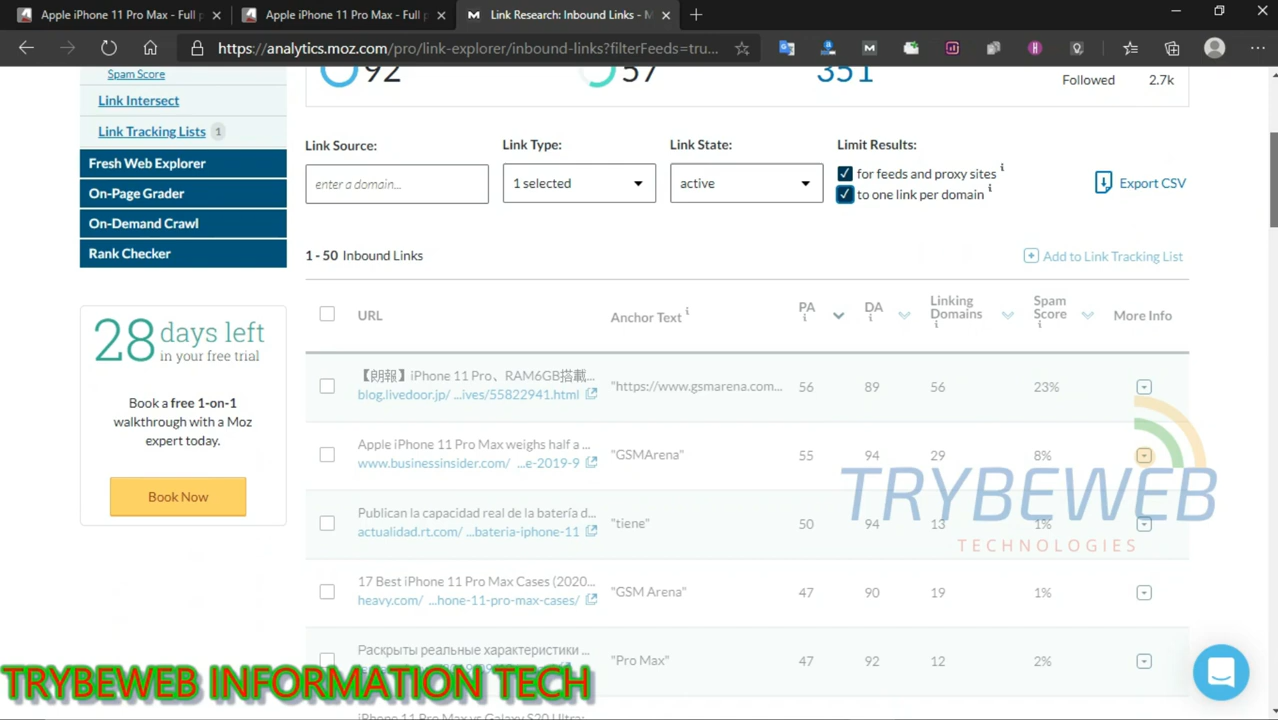 Apple iPhone 11 Pro Max - Full p
Apple iPhone 11 Pro Max - Full p
Link Research: Inbound Links - M
https://analytics.moz.com/pro/link-explorer/inbound-links?filterFeeds=tru...
Spam Score
Link Intersect
Link Tracking Lists 1
Fresh Web Explorer
On-Page Grader
On-Demand Crawl
Rank Checker
28 days left
in your free trial
Book a free 1-on-1
walkthrough with a Moz
expert today.
Book Now
92
57
351
Followed 2.7k
Link Source:
enter a domain...
Link Type:
1 selected
Link State:
active
Limit Results:
for feeds and proxy sites i
to one link per domain i
Export CSV
1 - 50 Inbound Links
Add to Link Tracking List
URL Anchor Text i PA i DA i Linking Domains i Spam Score i More Info
【朗報】iPhone 11 Pro、RAM6GB搭載...
blog.livedoor.jp/ ...ives/55822941.html
"https://www.gsmarena.com... 56 89 56 23%
Apple iPhone 11 Pro Max weighs half a ...
www.businessinsider.com/ ...e-2019-9
"GSMArena" 55 94 29 8%
Publican la capacidad real de la batería d...
actualidad.rt.com/ ...bateria-iphone-11
"tiene" 50 94 13 1%
17 Best iPhone 11 Pro Max Cases (2020...
heavy.com/ ...hone-11-pro-max-cases/
"GSM Arena" 47 90 19 1%
Раскрыты реальные характеристики ...
"Pro Max" 47 92 12 2%
iPhone 11 Pro Max vs Galaxy S20 Ultra:
TRYBEWEB
TECHNOLOGIES
TRYBEWEB INFORMATION TECH